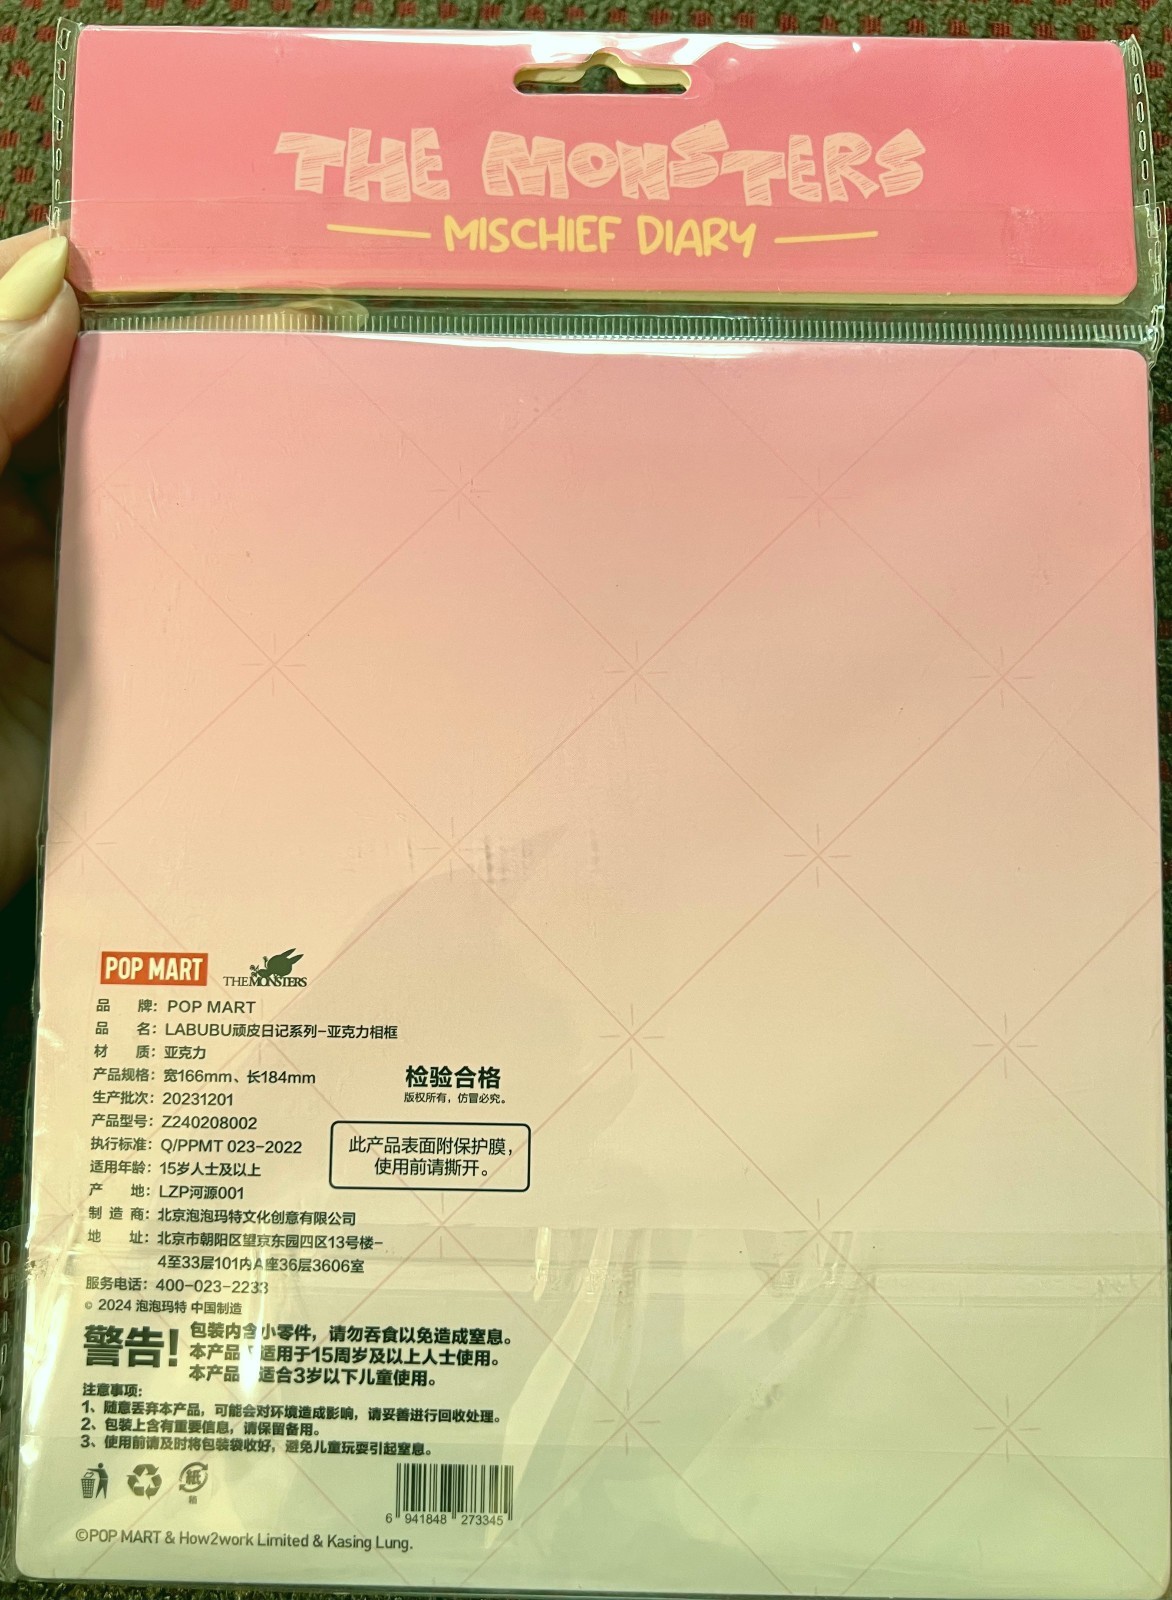 THE MONSTERS
MISCHIEF DIARY
POP MART THE MONSTERS
品 牌：POP MART
品 名：LABUBU顽皮日记系列-亚克力相框
材 质：亚克力
产品规格：宽166mm、长184mm
生产批次：20231201
产品型号：Z240208002
执行标准：Q/PPMT 023-2022
适用年龄：15岁人士及以上
产 地：LZP河源001
制 造 商：北京泡泡玛特文化创意有限公司
地 址：北京市朝阳区望京东园四区13号楼-
4至33层101内A座36层3606室
服务电话：400-023-2233
© 2024 泡泡玛特 中国制造
检验合格
版权所有，仿冒必究。
此产品表面附保护膜，
使用前请撕开。
警告!
包装内含小零件，请勿吞食以免造成窒息。
本产品适用于15周岁及以上人士使用。
本产品适合3岁以下儿童使用。
注意事项：
1、随意丢弃本产品，可能会对环境造成影响，请妥善进行回收处理。
2、包装上含有重要信息，请保留备用。
3、使用前请及时将包装袋收好，避免儿童玩耍引起窒息。
紙
6 941848 273345
©POP MART & How2work Limited & Kasing Lung.